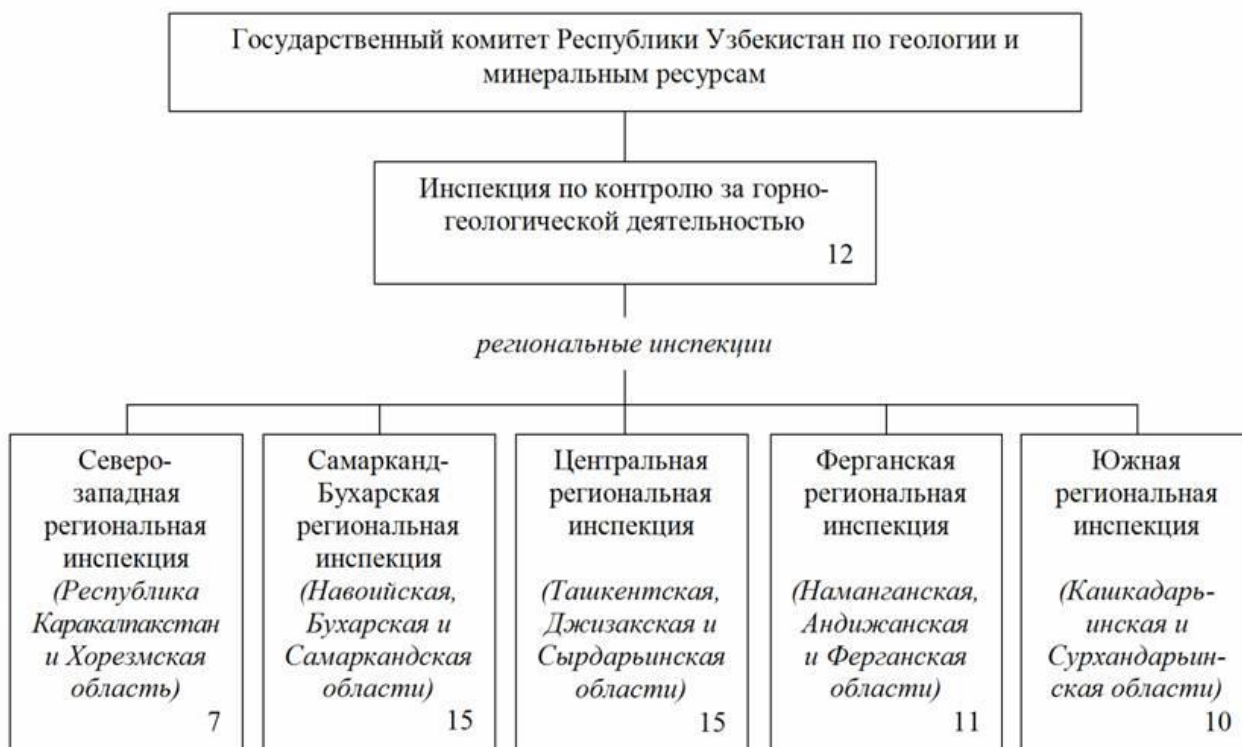 Государственный комитет Республики Узбекистан по геологии и
минеральным ресурсам
Инспекция по контролю за горно-
геологической деятельностью
12
региональные инспекции
Северо-
западная
региональная
инспекция
(Республика
Каракалпакстан
и Хорезмская
область)
7
Самарканд-
Бухарская
региональная
инспекция
(Навоийская,
Бухарская и
Самаркандская
области)
15
Центральная
региональная
инспекция
(Ташкентская,
Джизакская и
Сырдарьинская
области)
15
Ферганская
региональная
инспекция
(Наманганская,
Андижанская
и Ферганская
области)
11
Южная
региональная
инспекция
(Кашкадарь-
инская и
Сурхандарьин-
ская области)
10